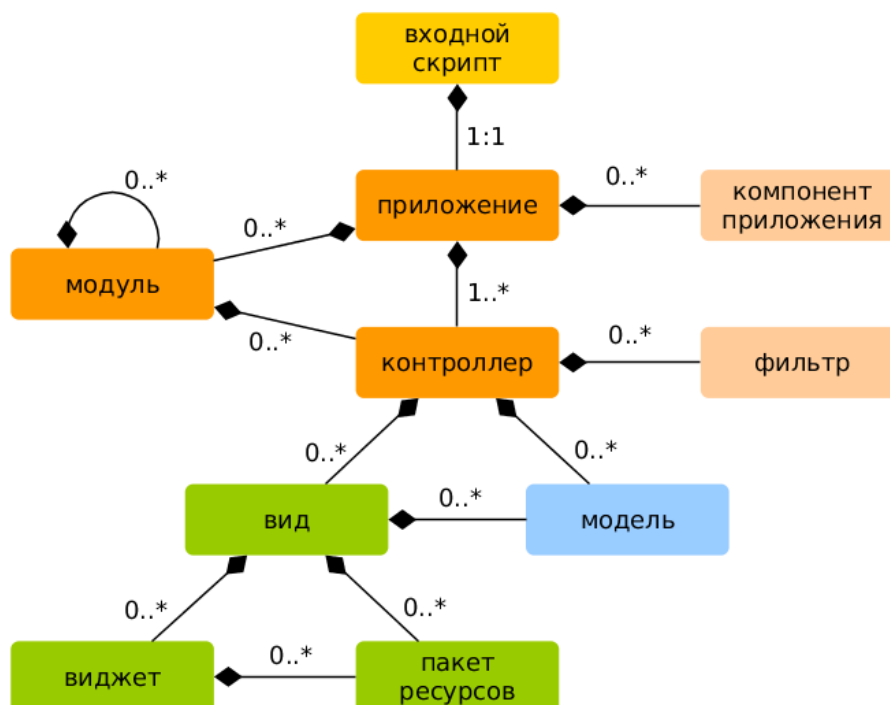 входной
скрипт
1:1
0..*
0..*
0..*
приложение
компонент
приложения
модуль
1..*
0..*
0..*
контроллер
фильтр
0..*
0..*
вид
0..*
модель
0..*
0..*
виджет
0..*
пакет
ресурсов